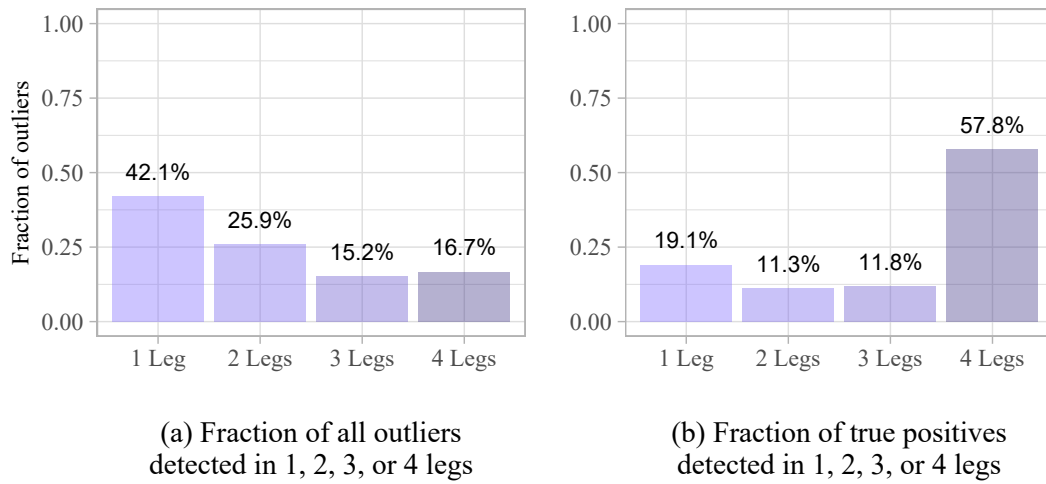 Fraction of outliers
1.00
0.75
0.50
0.25
0.00
42.1%
25.9%
15.2%
16.7%
1 Leg
2 Legs
3 Legs
4 Legs
(a) Fraction of all outliers
detected in 1, 2, 3, or 4 legs
1.00
0.75
0.50
0.25
0.00
19.1%
11.3%
11.8%
57.8%
1 Leg
2 Legs
3 Legs
4 Legs
(b) Fraction of true positives
detected in 1, 2, 3, or 4 legs